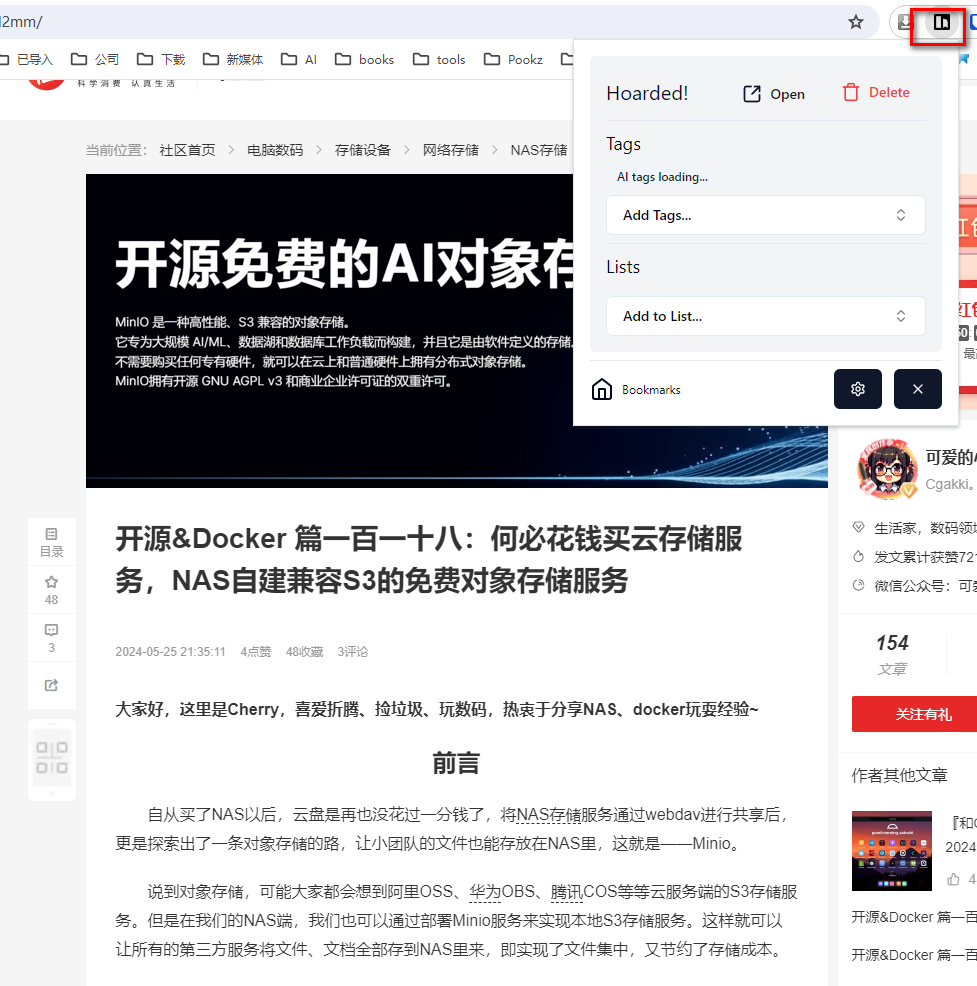 l2mm/
已导入 公司 下载 新媒体 AI books tools Pookz
科学消费 认真生活
Hoarded!
Open
Delete
Tags
AI tags loading...
Add Tags...
Lists
Add to List...
Bookmarks
当前位置: 社区首页 电脑数码 存储设备 网络存储 NAS存储
开源免费的AI对象存
MinIO 是一种高性能、S3 兼容的对象存储。
它专为大规模 AI/ML、数据湖和数据库工作负载而构建，并且它是由软件定义的存储。
不需要购买任何专有硬件，就可以在云上和普通硬件上拥有分布式对象存储。
MinIO拥有开源 GNU AGPL v3 和商业企业许可证的双重许可。
目录
48
3
开源&Docker 篇一百一十八：何必花钱买云存储服
务，NAS自建兼容S3的免费对象存储服务
2024-05-25 21:35:11 4点赞 48收藏 3评论
大家好，这里是Cherry，喜爱折腾、捡垃圾、玩数码，热衷于分享NAS、docker玩耍经验~
前言
自从买了NAS以后，云盘是再也没花过一分钱了，将NAS存储服务通过webdav进行共享后，
更是探索出了一条对象存储的路，让小团队的文件也能存放在NAS里，这就是——Minio。
说到对象存储，可能大家都会想到阿里OSS、华为OBS、腾讯COS等等云服务端的S3存储服
务。但是在我们的NAS端，我们也可以通过部署Minio服务来实现本地S3存储服务。这样就可以
让所有的第三方服务将文件、文档全部存到NAS里来，即实现了文件集中，又节约了存储成本。
红
红包
最
可爱的
Cgakki。
生活家，数码领域
发文累计获赞72
微信公众号：可爱
154
文章
关注有礼
作者其他文章
『和
2024
4
开源&Docker 篇一百
开源&Docker 篇一百